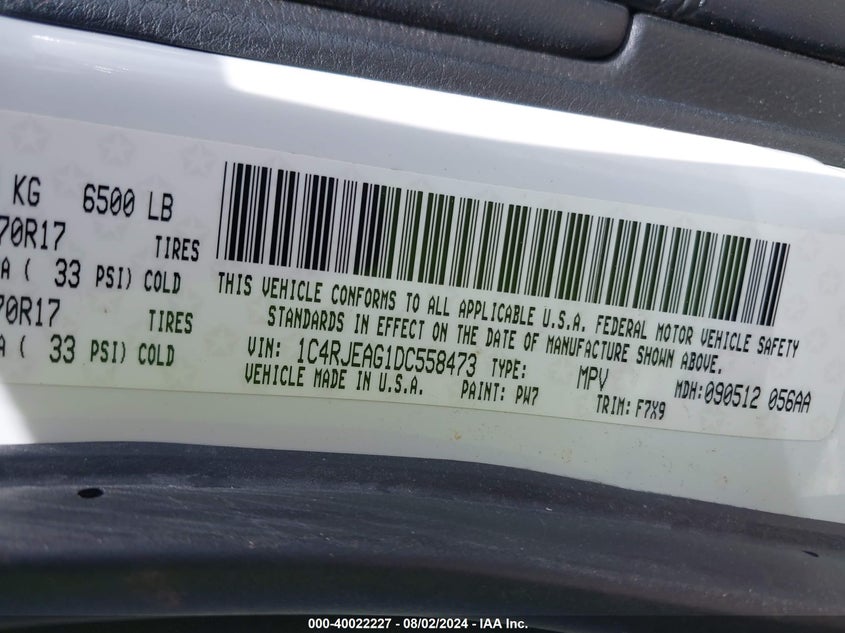 KG 6500 LB
70R17 TIRES
A ( 33 PSI) COLD
70R17 TIRES
A ( 33 PSI) COLD
THIS VEHICLE CONFORMS TO ALL APPLICABLE U.S.A. FEDERAL MOTOR VEHICLE SAFETY
STANDARDS IN EFFECT ON THE DATE OF MANUFACTURE SHOWN ABOVE.
VIN: 1C4RJEAG1DC558473 TYPE: MPV MDH:090512 056AA
VEHICLE MADE IN U.S.A. PAINT: PW7 TRIM: F7X9
000-40022227 - 08/02/2024 - IAA Inc.